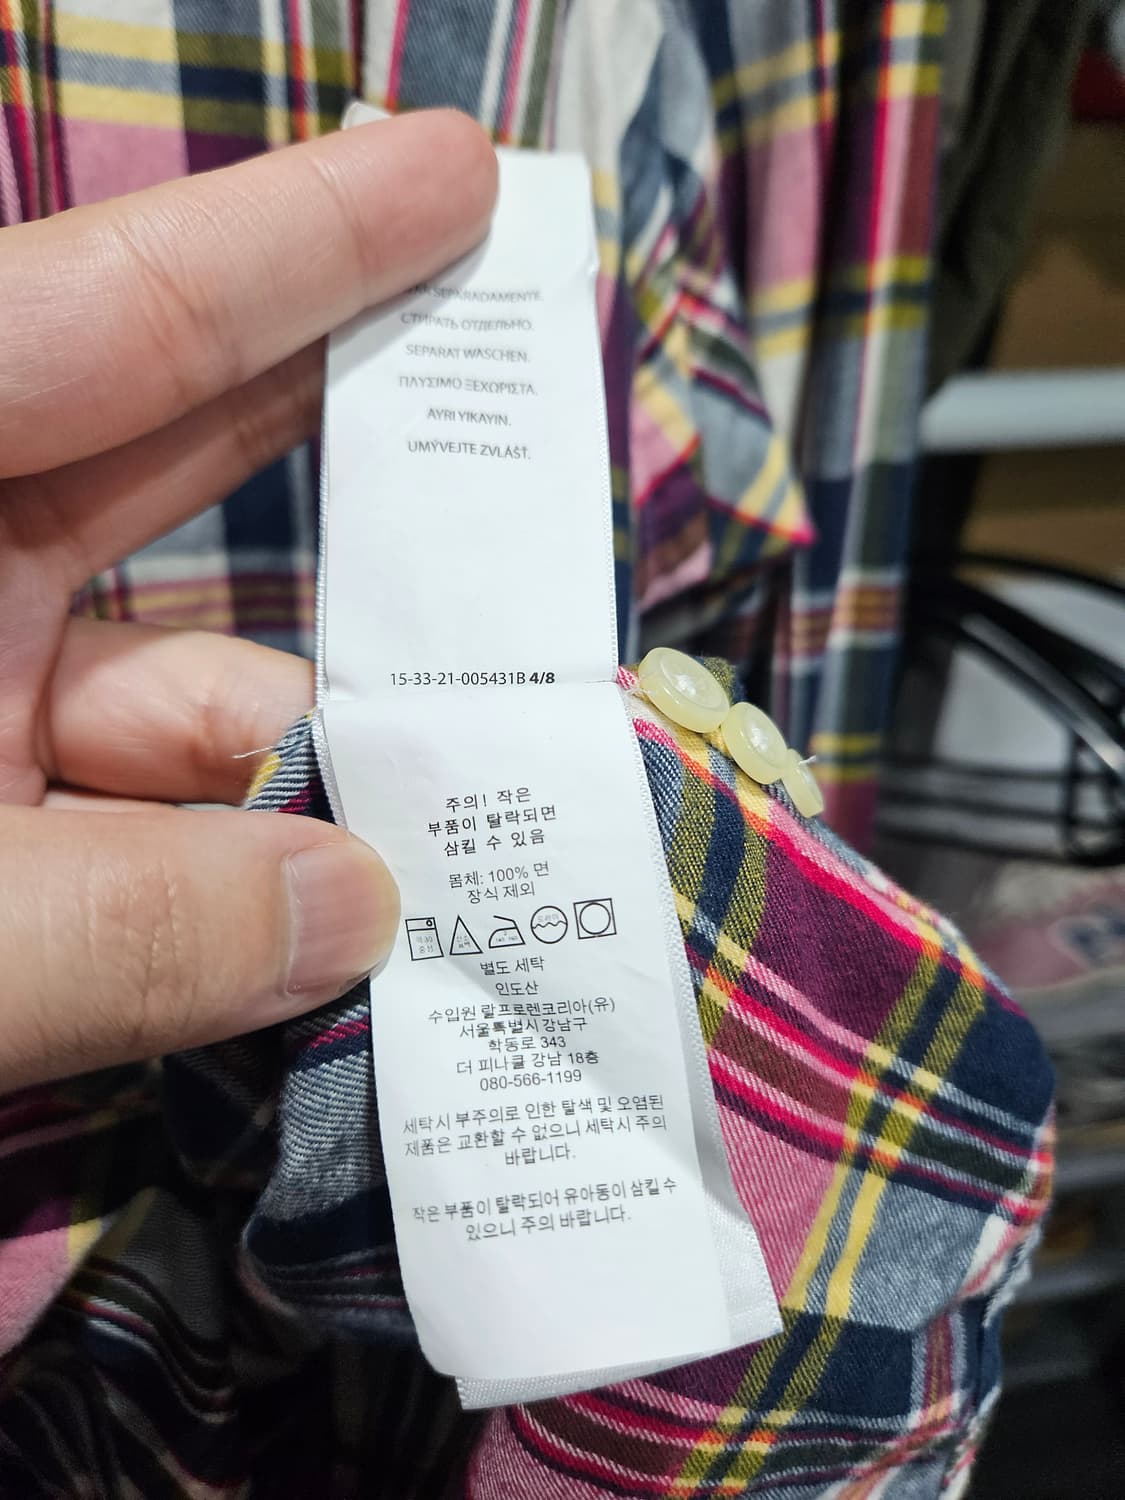 SEPARADAMENTE.
СТИРАТЬ ОТДЕЛЬНО.
SEPARAT WASCHEN.
ΠΛΥΣΙΜΟ ΞΕΧΩΡΙΣΤΑ.
AYRI YIKAYIN.
UMÝVEJTE ZVLÁŠŤ.
15-33-21-005431B 4/8
주의! 작은
부품이 탈락되면
삼킬 수 있음
몸체: 100% 면
장식 제외
약 30
중성
드라이
별도 세탁
인도산
수입원 랄프로렌코리아(유)
서울특별시 강남구
학동로 343
더 피나클 강남 18층
080-566-1199
세탁시 부주의로 인한 탈색 및 오염된
제품은 교환할 수 없으니 세탁시 주의
바랍니다.
작은 부품이 탈락되어 유아동이 삼킬 수
있으니 주의 바랍니다.